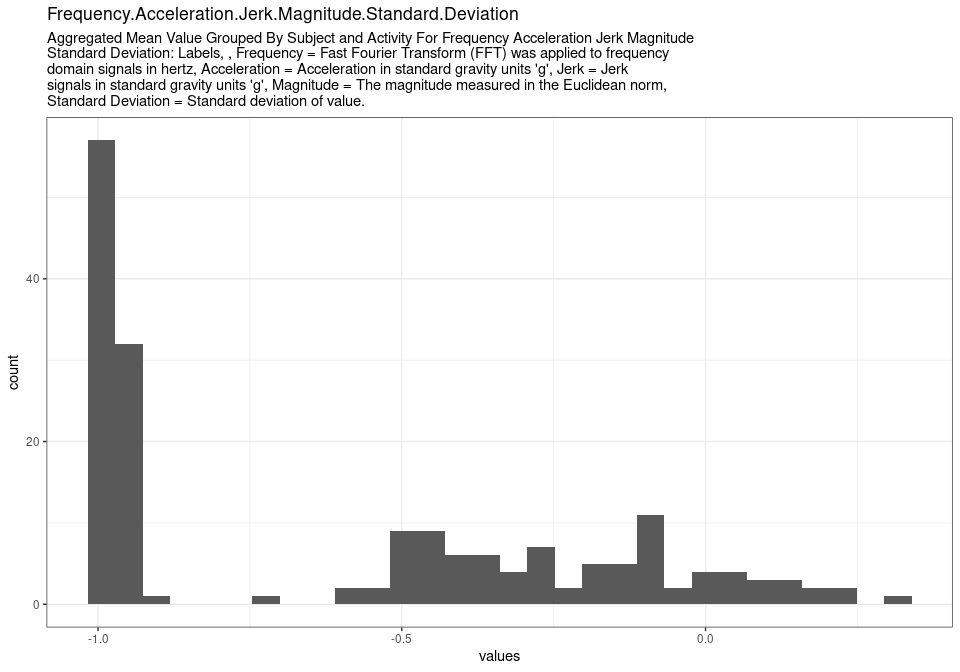 Frequency.Acceleration.Jerk.Magnitude.Standard.Deviation
Aggregated Mean Value Grouped By Subject and Activity For Frequency Acceleration Jerk Magnitude
Standard Deviation: Labels, , Frequency = Fast Fourier Transform (FFT) was applied to frequency
domain signals in hertz, Acceleration = Acceleration in standard gravity units 'g', Jerk = Jerk
signals in standard gravity units 'g', Magnitude = The magnitude measured in the Euclidean norm,
Standard Deviation = Standard deviation of value.
count
40
20
0
-1.0
-0.5
0.0
values